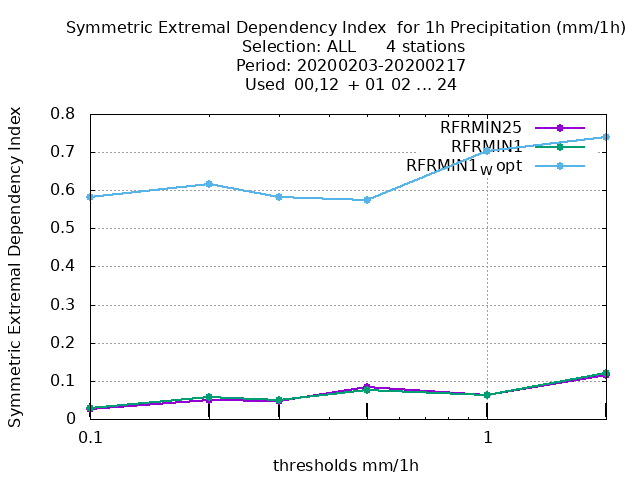 Symmetric Extremal Dependency Index  for 1h Precipitation (mm/1h)
Selection: ALL      4 stations
Period: 20200203-20200217
Used  00,12  + 01 02 ... 24
Symmetric Extremal Dependency Index
0.8
0.7
0.6
0.5
0.4
0.3
0.2
0.1
0
RFRMIN25
RFRMIN1
RFRMIN1w opt
0.1
1
thresholds mm/1h